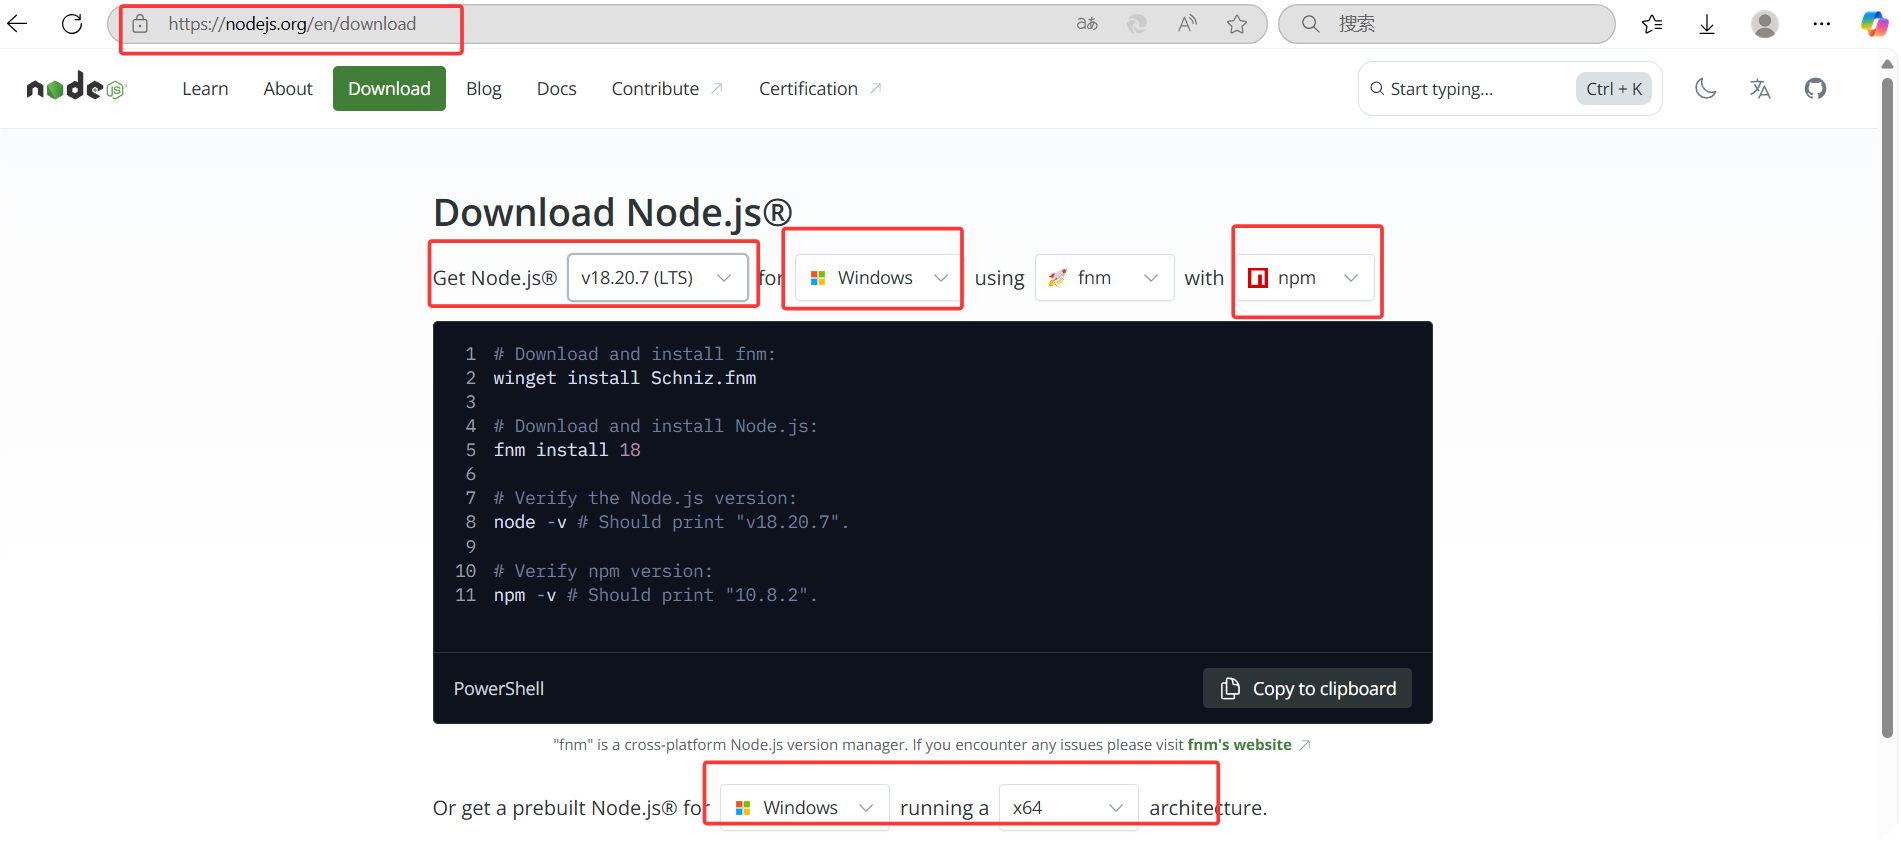 https://nodejs.org/en/download aあ A 搜索
node js Learn About Download Blog Docs Contribute Certification Start typing... Ctrl + K
Download Node.js®
Get Node.js® v18.20.7 (LTS) for Windows using fnm with npm
1 # Download and install fnm:
2 winget install Schniz.fnm
3
4 # Download and install Node.js:
5 fnm install 18
6
7 # Verify the Node.js version:
8 node -v # Should print "v18.20.7".
9
10 # Verify npm version:
11 npm -v # Should print "10.8.2".
PowerShell Copy to clipboard
"fnm" is a cross-platform Node.js version manager. If you encounter any issues please visit fnm's website
Or get a prebuilt Node.js® for Windows running a x64 architecture.